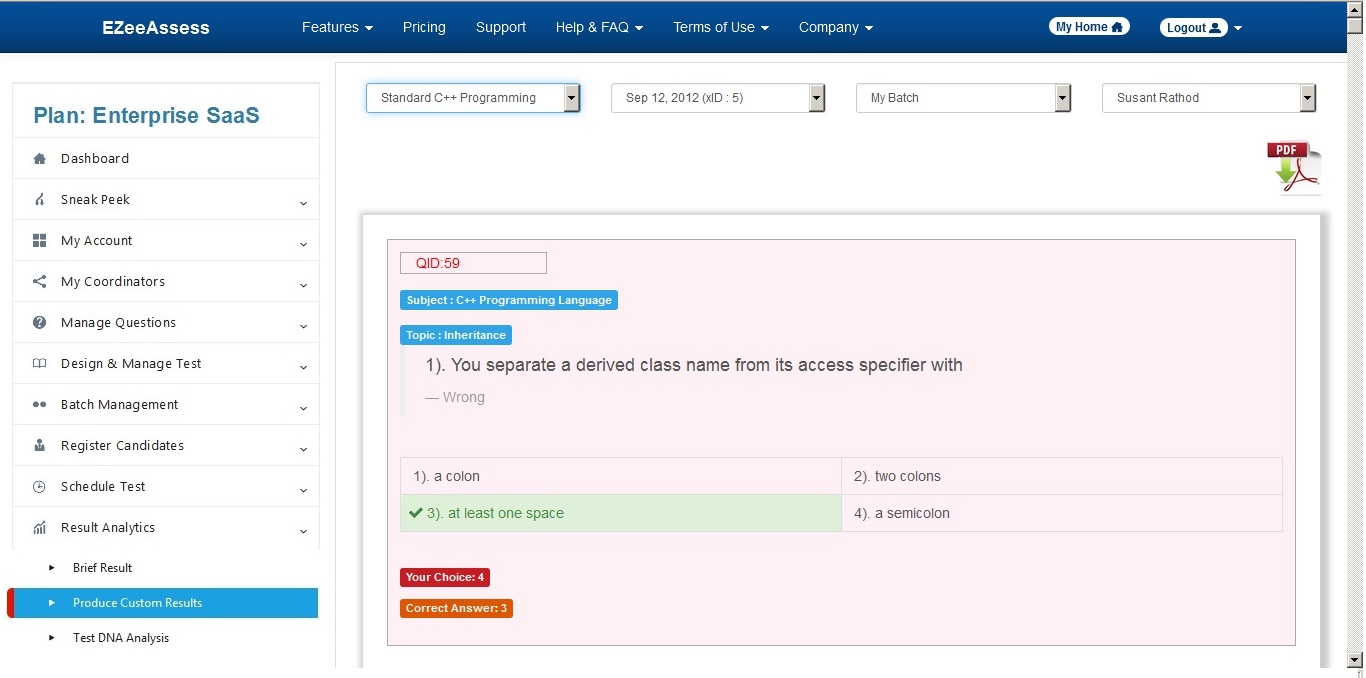 EZeeAssess Features Pricing Support Help & FAQ Terms of Use Company My Home Logout
Plan: Enterprise SaaS
Dashboard
Sneak Peek
My Account
My Coordinators
Manage Questions
Design & Manage Test
Batch Management
Register Candidates
Schedule Test
Result Analytics
Brief Result
Produce Custom Results
Test DNA Analysis
Standard C++ Programming Sep 12, 2012 (xID : 5) My Batch Susant Rathod
PDF
QID:59
Subject : C++ Programming Language
Topic : Inheritance
1). You separate a derived class name from its access specifier with
— Wrong
1). a colon 2). two colons
3). at least one space 4). a semicolon
Your Choice: 4
Correct Answer: 3